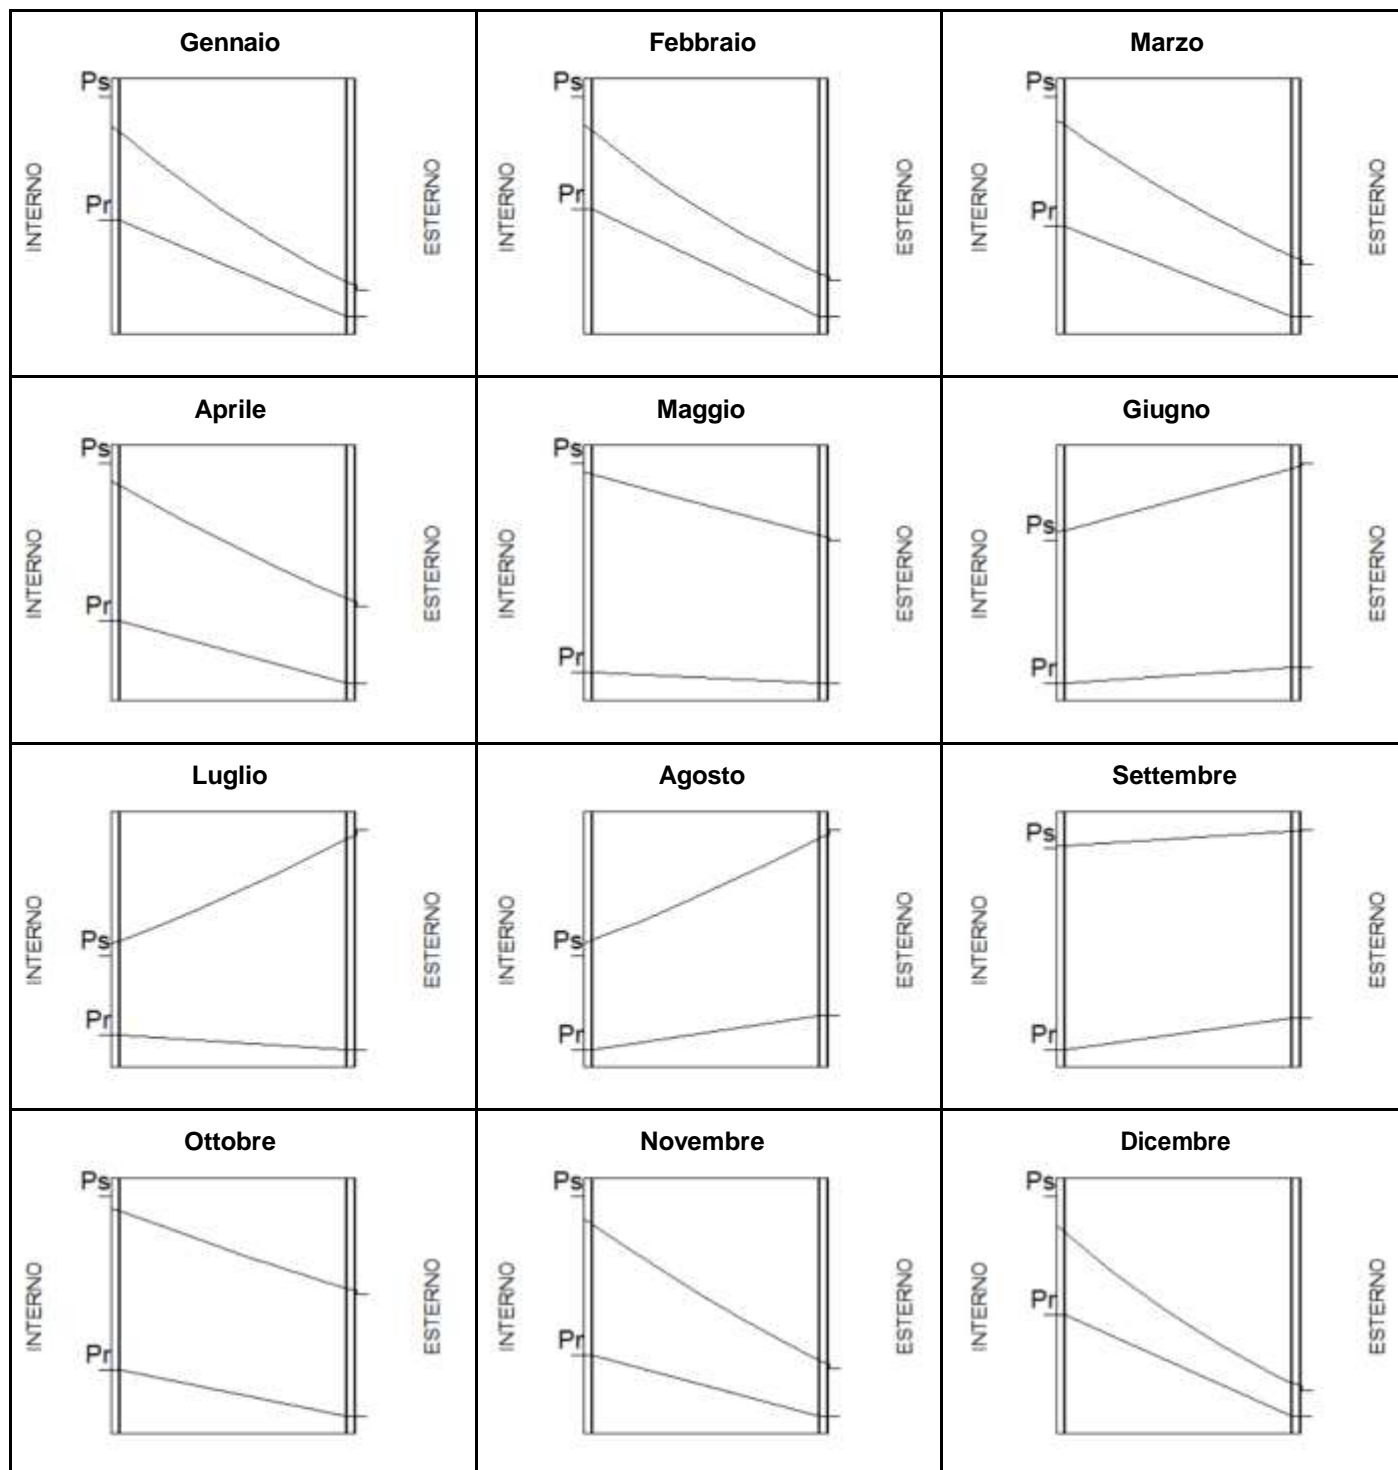 Gennaio
Ps
Pr
INTERNO
ESTERNO
Febbraio
Ps
Pr
INTERNO
ESTERNO
Marzo
Ps
Pr
INTERNO
ESTERNO
Aprile
Ps
Pr
INTERNO
ESTERNO
Maggio
Ps
Pr
INTERNO
ESTERNO
Giugno
Ps
Pr
INTERNO
ESTERNO
Luglio
Ps
Pr
INTERNO
ESTERNO
Agosto
Ps
Pr
INTERNO
ESTERNO
Settembre
Ps
Pr
INTERNO
ESTERNO
Ottobre
Ps
Pr
INTERNO
ESTERNO
Novembre
Ps
Pr
INTERNO
ESTERNO
Dicembre
Ps
Pr
INTERNO
ESTERNO